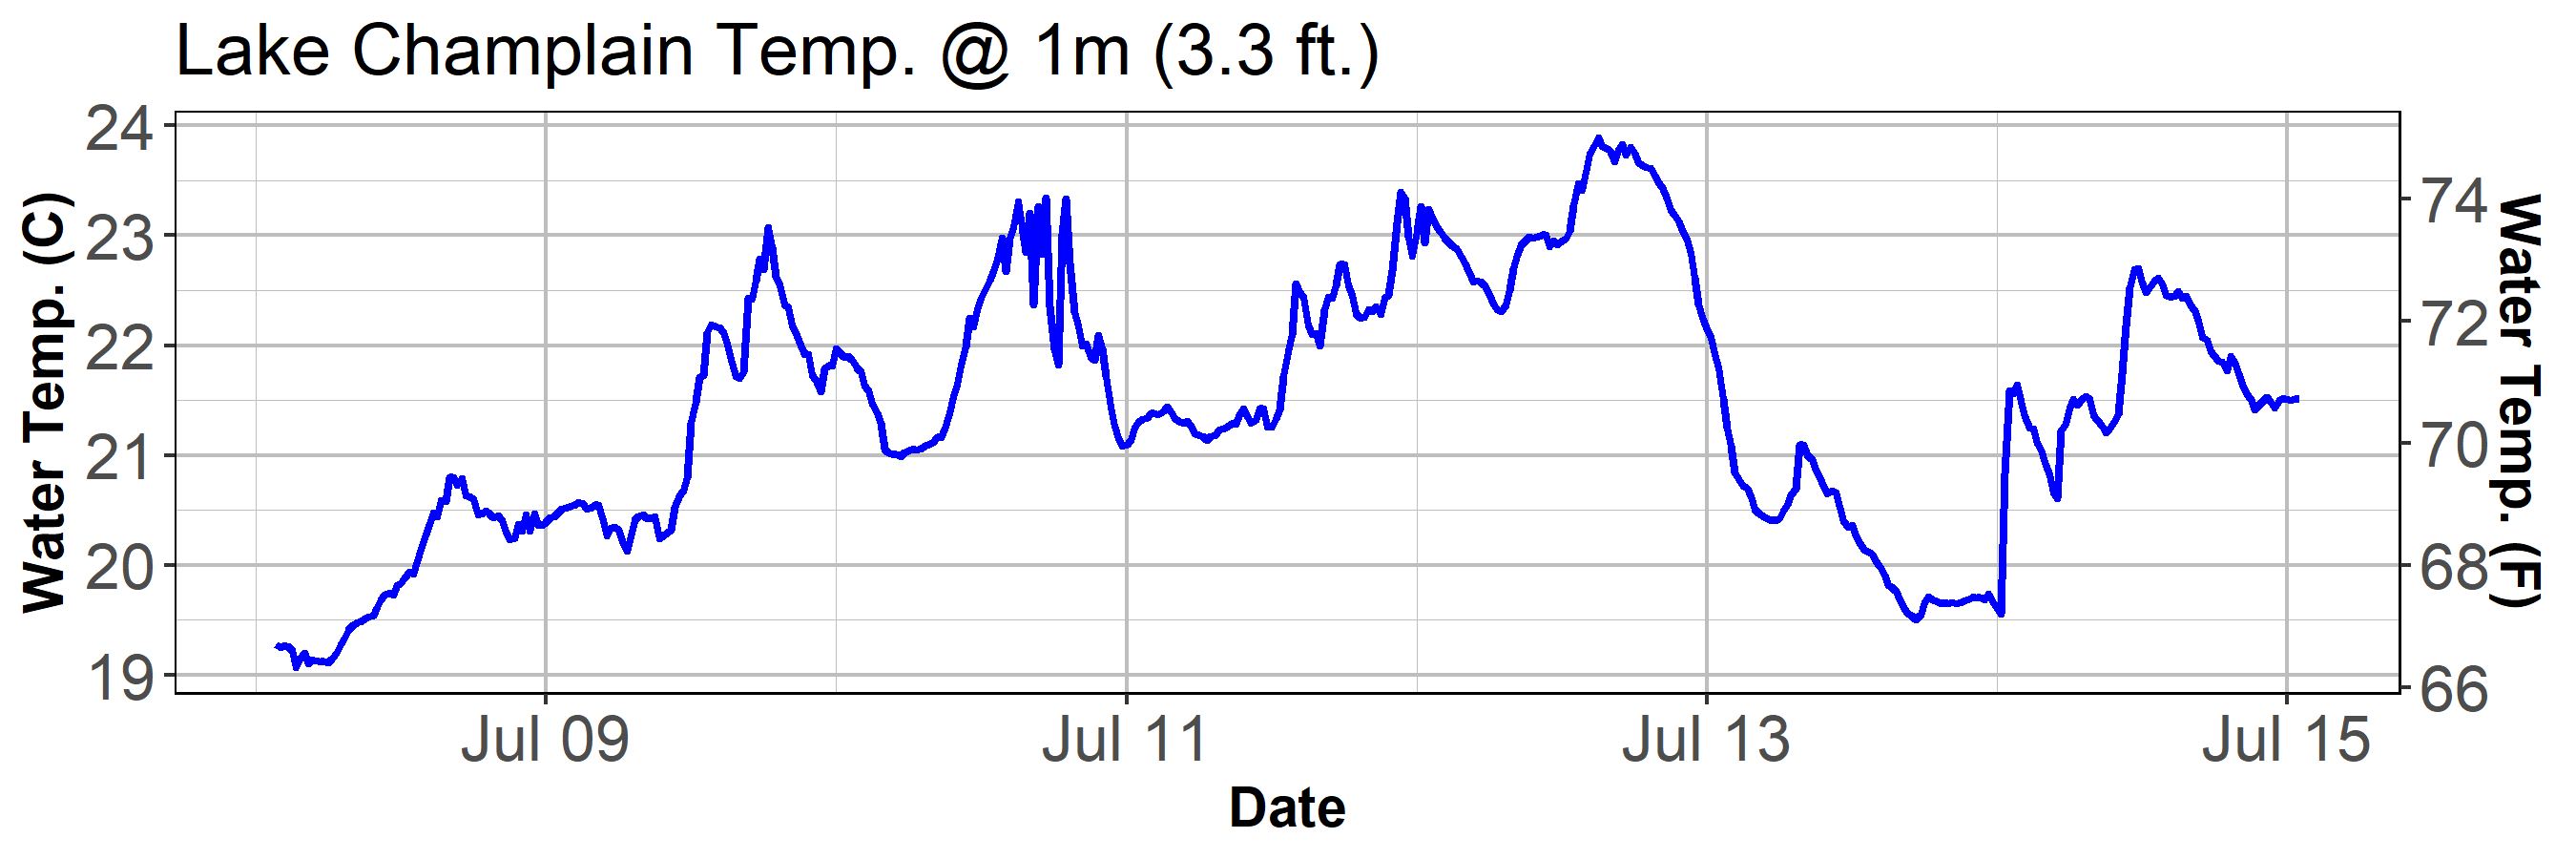 Lake Champlain Temp. @ 1m (3.3 ft.)
Water Temp. (C)
24
23
22
21
20
19
74
72
70
68
66
Water Temp. (F)
Jul 09 Jul 11 Jul 13 Jul 15
Date